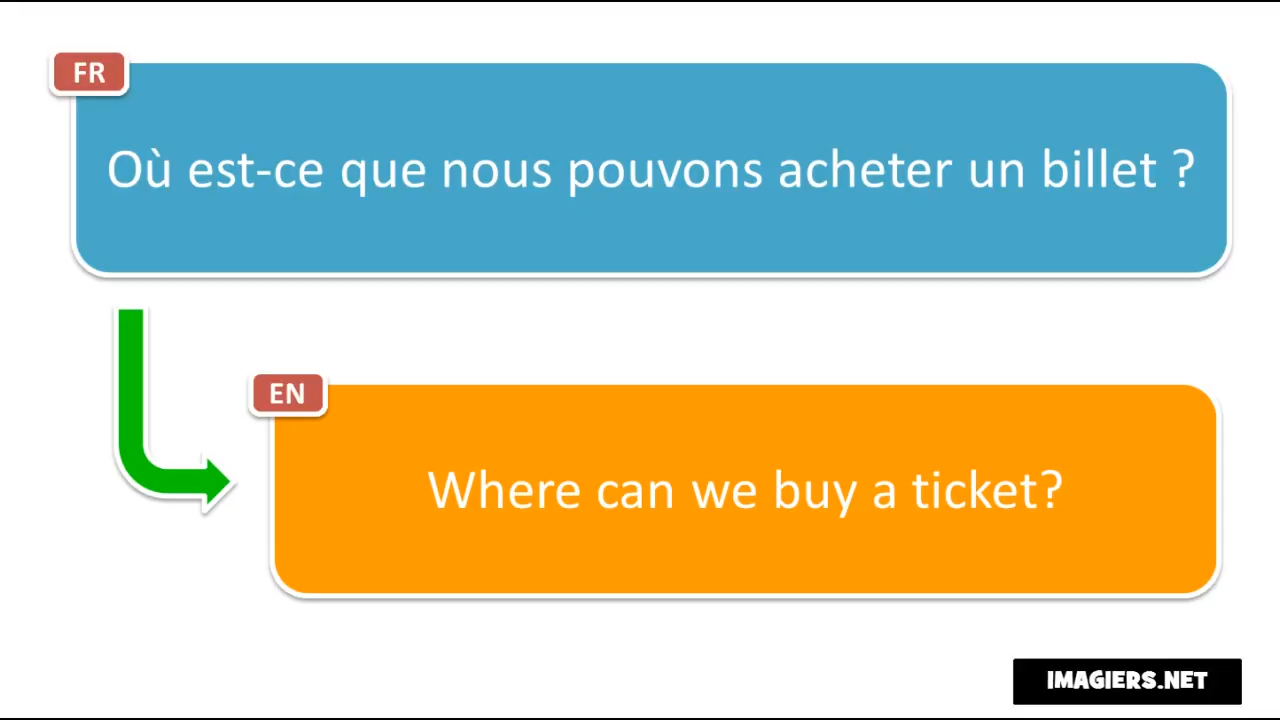 FR
Où est-ce que nous pouvons acheter un billet ?
EN
Where can we buy a ticket?
IMAGIERS.NET